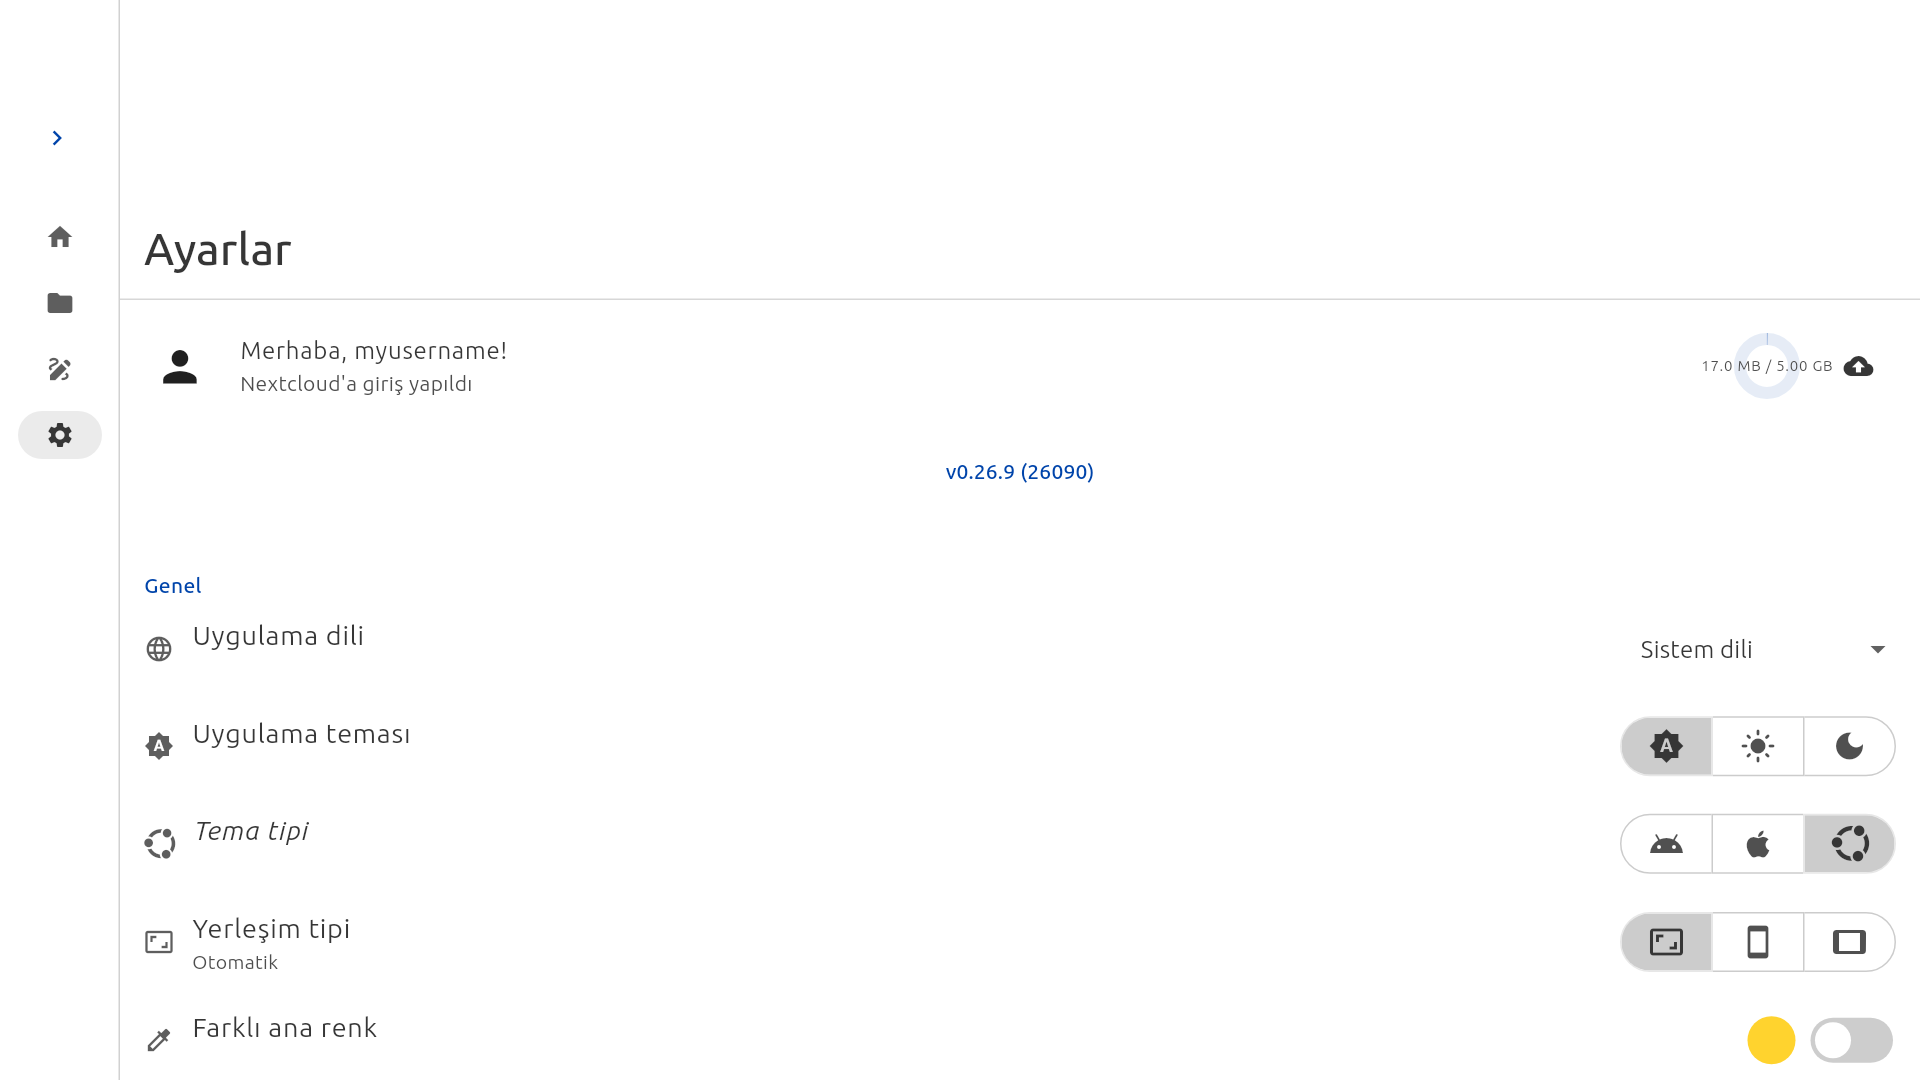 Ayarlar
Merhaba, myusername!
Nextcloud'a giriş yapıldı
17.0 MB / 5.00 GB
v0.26.9 (26090)
Genel
Uygulama dili
Sistem dili
Uygulama teması
Tema tipi
Yerleşim tipi
Otomatik
Farklı ana renk